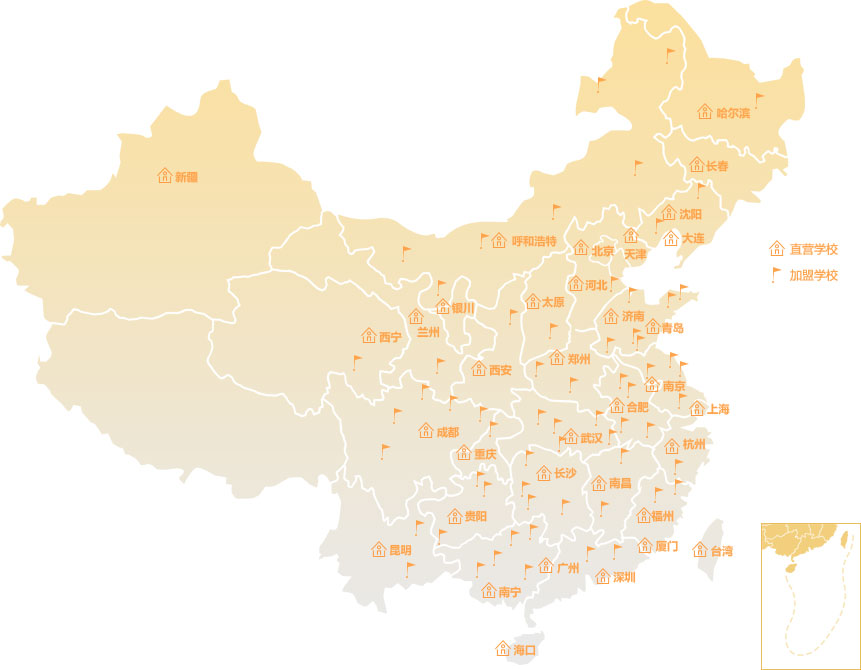 哈尔滨
长春
新疆
沈阳
大连
呼和浩特
北京
天津
直营学校
加盟学校
河北
太原
银川
兰州
济南
青岛
西宁
西安
郑州
南京
合肥
上海
成都
武汉
杭州
重庆
长沙
南昌
贵阳
福州
昆明
厦门
台湾
广州
深圳
南宁
海口